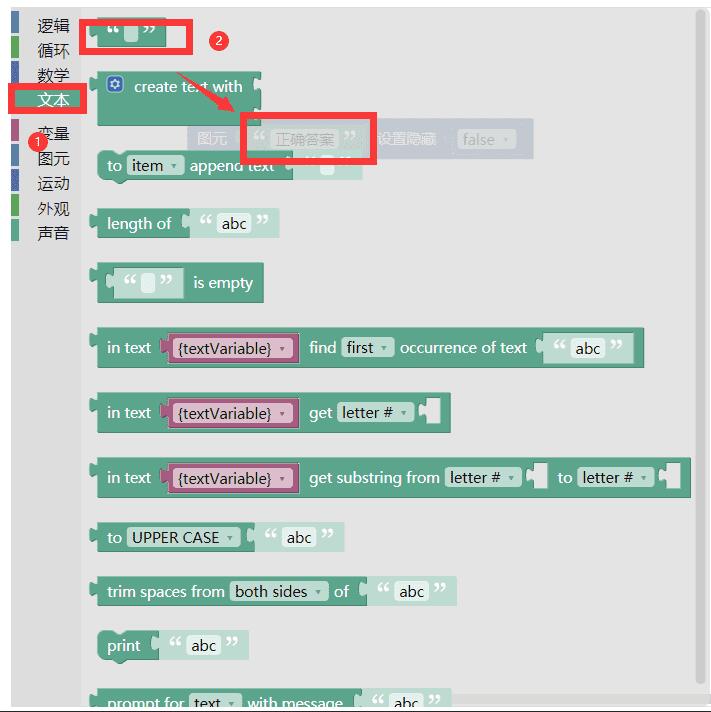 逻辑
循环
数学
文本
变量
图元
运动
外观
声音
1
2
“ ”
create text with
图元 “ 正确答案 ” 设置隐藏 false
to item append text “ ”
length of “ abc ”
“ ” is empty
in text {textVariable} find first occurrence of text “ abc ”
in text {textVariable} get letter #
in text {textVariable} get substring from letter # to letter #
to UPPER CASE “ abc ”
trim spaces from both sides of “ abc ”
print “ abc ”
prompt for text with message “ abc ”